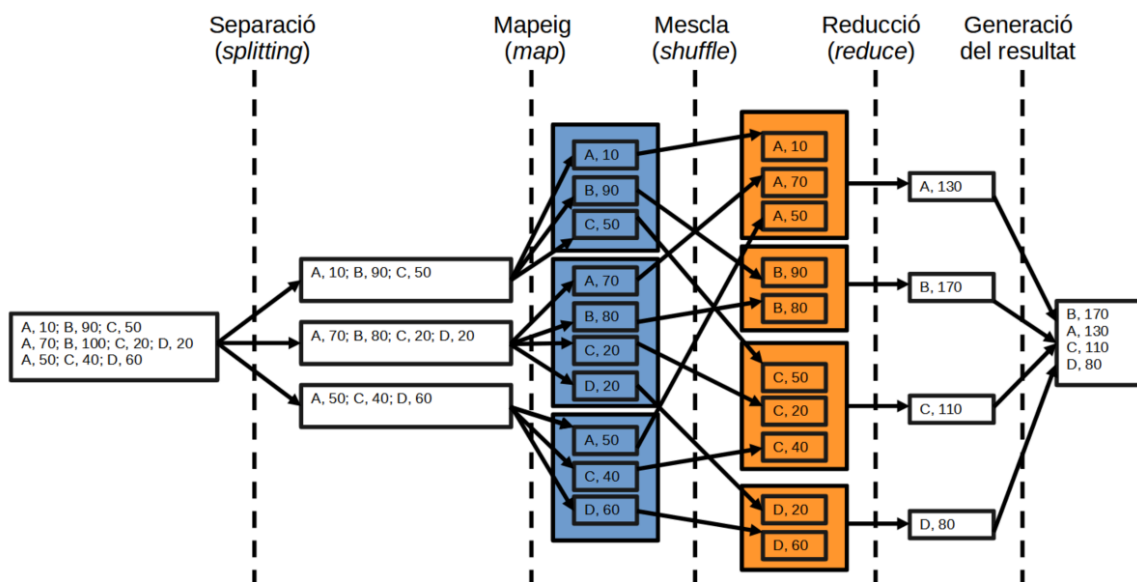 Separació
(splitting)
Mapeig
(map)
Mescla
(shuffle)
Reducció
(reduce)
Generació
del resultat
A, 10; B, 90; C, 50
A, 70; B, 100; C, 20; D, 20
A, 50; C, 40; D, 60
A, 10; B, 90; C, 50
A, 70; B, 80; C, 20; D, 20
A, 50; C, 40; D, 60
A, 10
B, 90
C, 50
A, 70
B, 80
C, 20
D, 20
A, 50
C, 40
D, 60
A, 10
A, 70
A, 50
B, 90
B, 80
C, 50
C, 20
C, 40
D, 20
D, 60
A, 130
B, 170
C, 110
D, 80
B, 170
A, 130
C, 110
D, 80